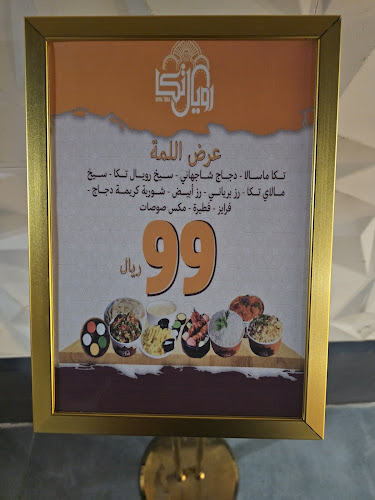 رويال تكا
عرض اللمة
تكا ماسالا - دجاج شاجهاني - سيخ رويال تكا - سيخ
مالاي تكا - رز برياني - رز أبيض - شوربة كريمة دجاج -
فرايز - فطيرة - مكس صوصات
99 ريال